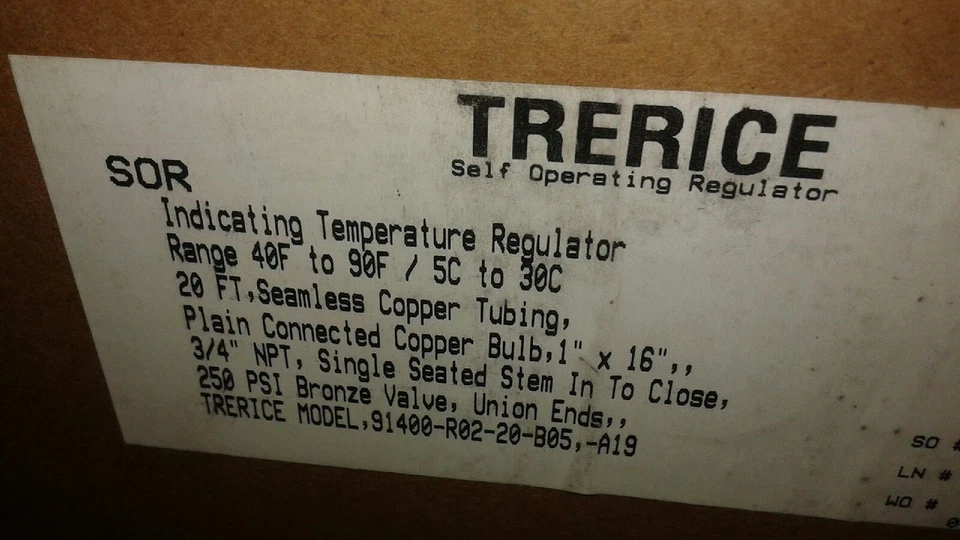 TRERICE
Self Operating Regulator
SOR
Indicating Temperature Regulator
Range 40F to 90F / 5C to 30C
20 FT,Seamless Copper Tubing,
Plain Connected Copper Bulb,1" x 16",,
3/4" NPT, Single Seated Stem In To Close,
250 PSI Bronze Valve, Union Ends,,
TRERICE MODEL,91400-R02-20-B05,-A19
SO #
LN #
WO #